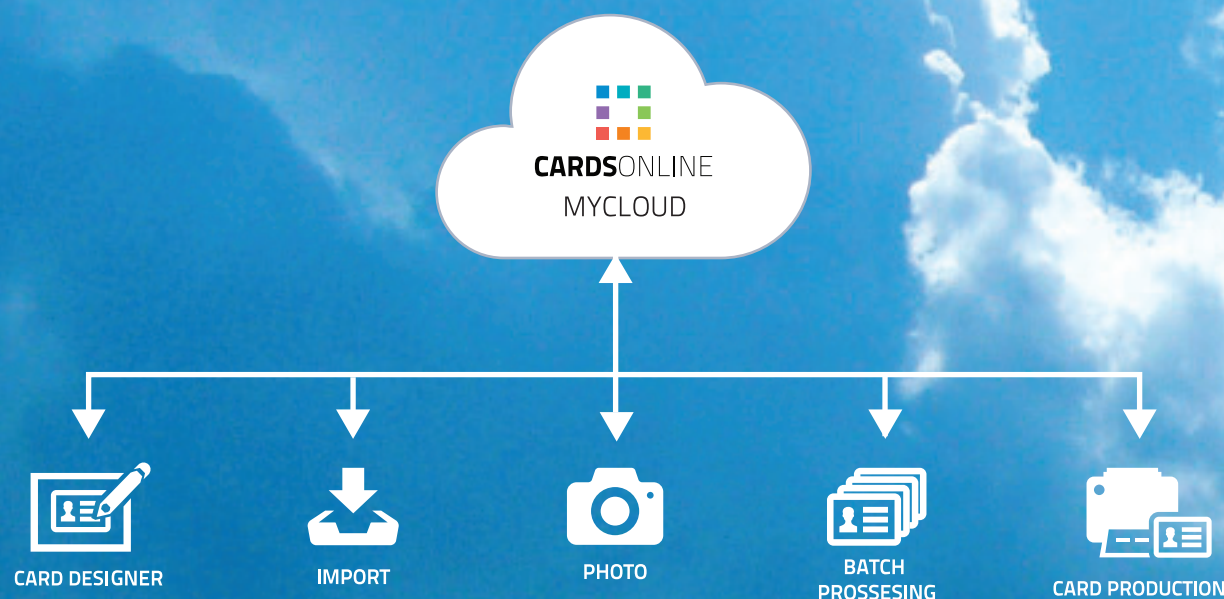 CARDSONLINE
MYCLOUD
CARD DESIGNER
IMPORT
PHOTO
BATCH
PROSSESING
CARD PRODUCTION